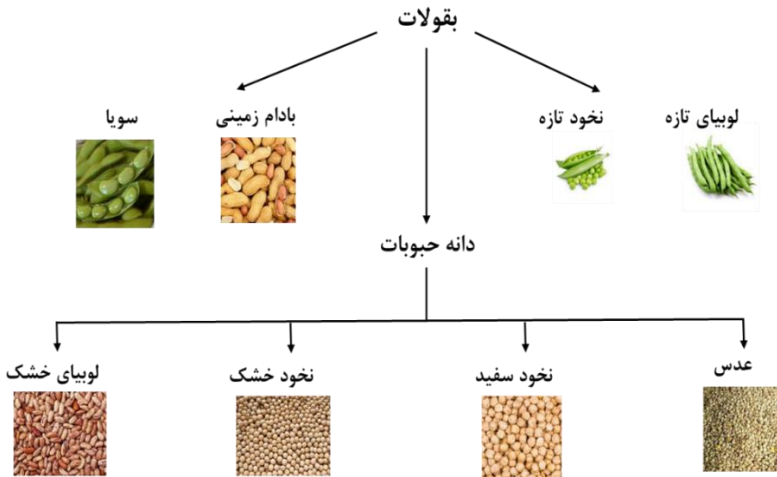 بقولات
لوبیای تازه
نخود تازه
بادام زمینی
سویا
دانه حبوبات
عدس
نخود سفید
نخود خشک
لوبیای خشک